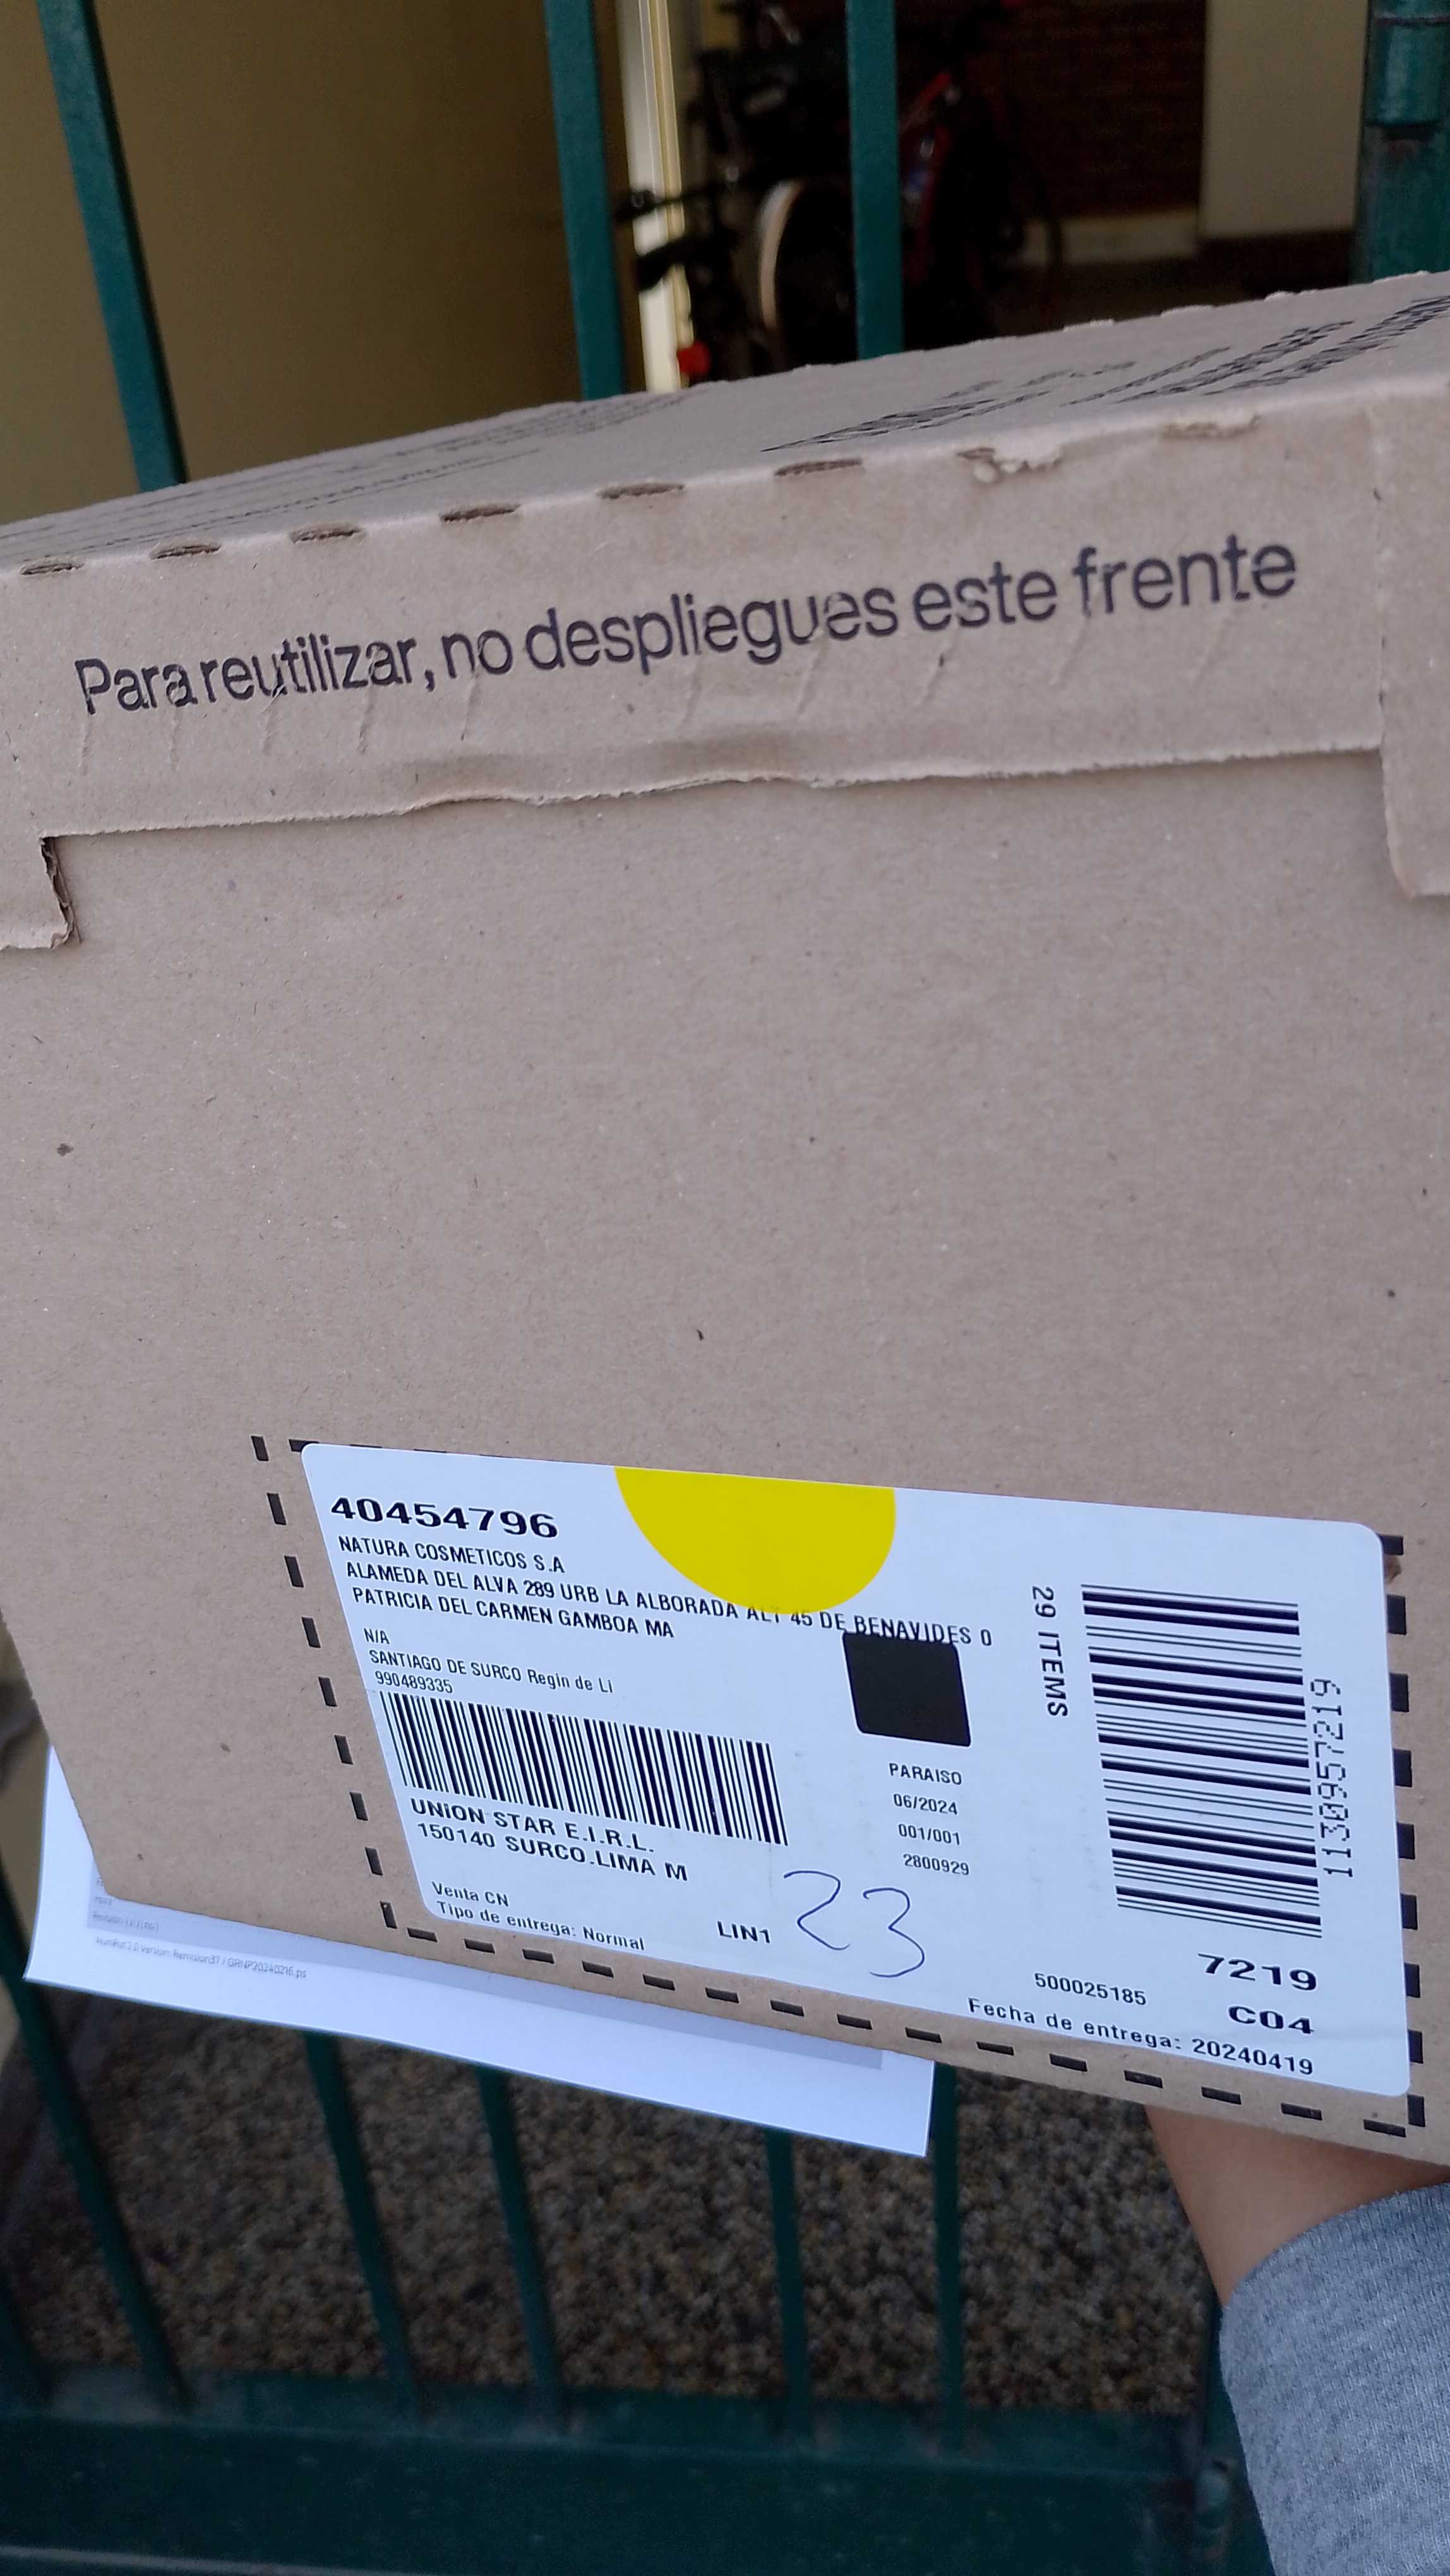 Para reutilizar, no despliegues este frente
40454796
NATURA COSMETICOS S.A
ALAMEDA DEL ALVA 289 URB LA ALBORADA ALT 45 DE BENAVIDES 0
PATRICIA DEL CARMEN GAMBOA MA
N/A
SANTIAGO DE SURCO Regin de Li
990489335
UNION STAR E.I.R.L.
150140 SURCO.LIMA M
Venta CN
Tipo de entrega: Normal
LIN1
23
PARAISO
06/2024
001/001
2800929
29 ITEMS
113095627219
7219
500025185
C04
Fecha de entrega: 20240419